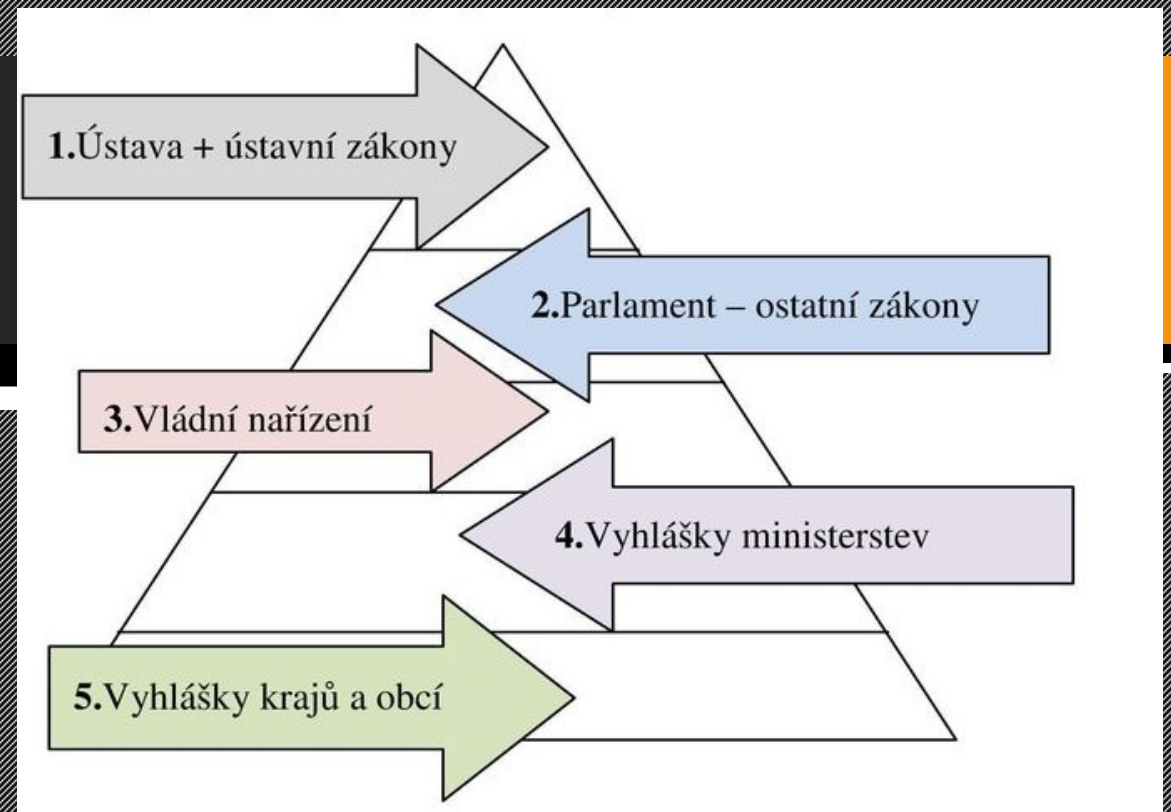 1.Ústava + ústavní zákony
2.Parlament – ostatní zákony
3.Vládní nařízení
4.Vyhlášky ministerstev
5.Vyhlášky krajů a obcí